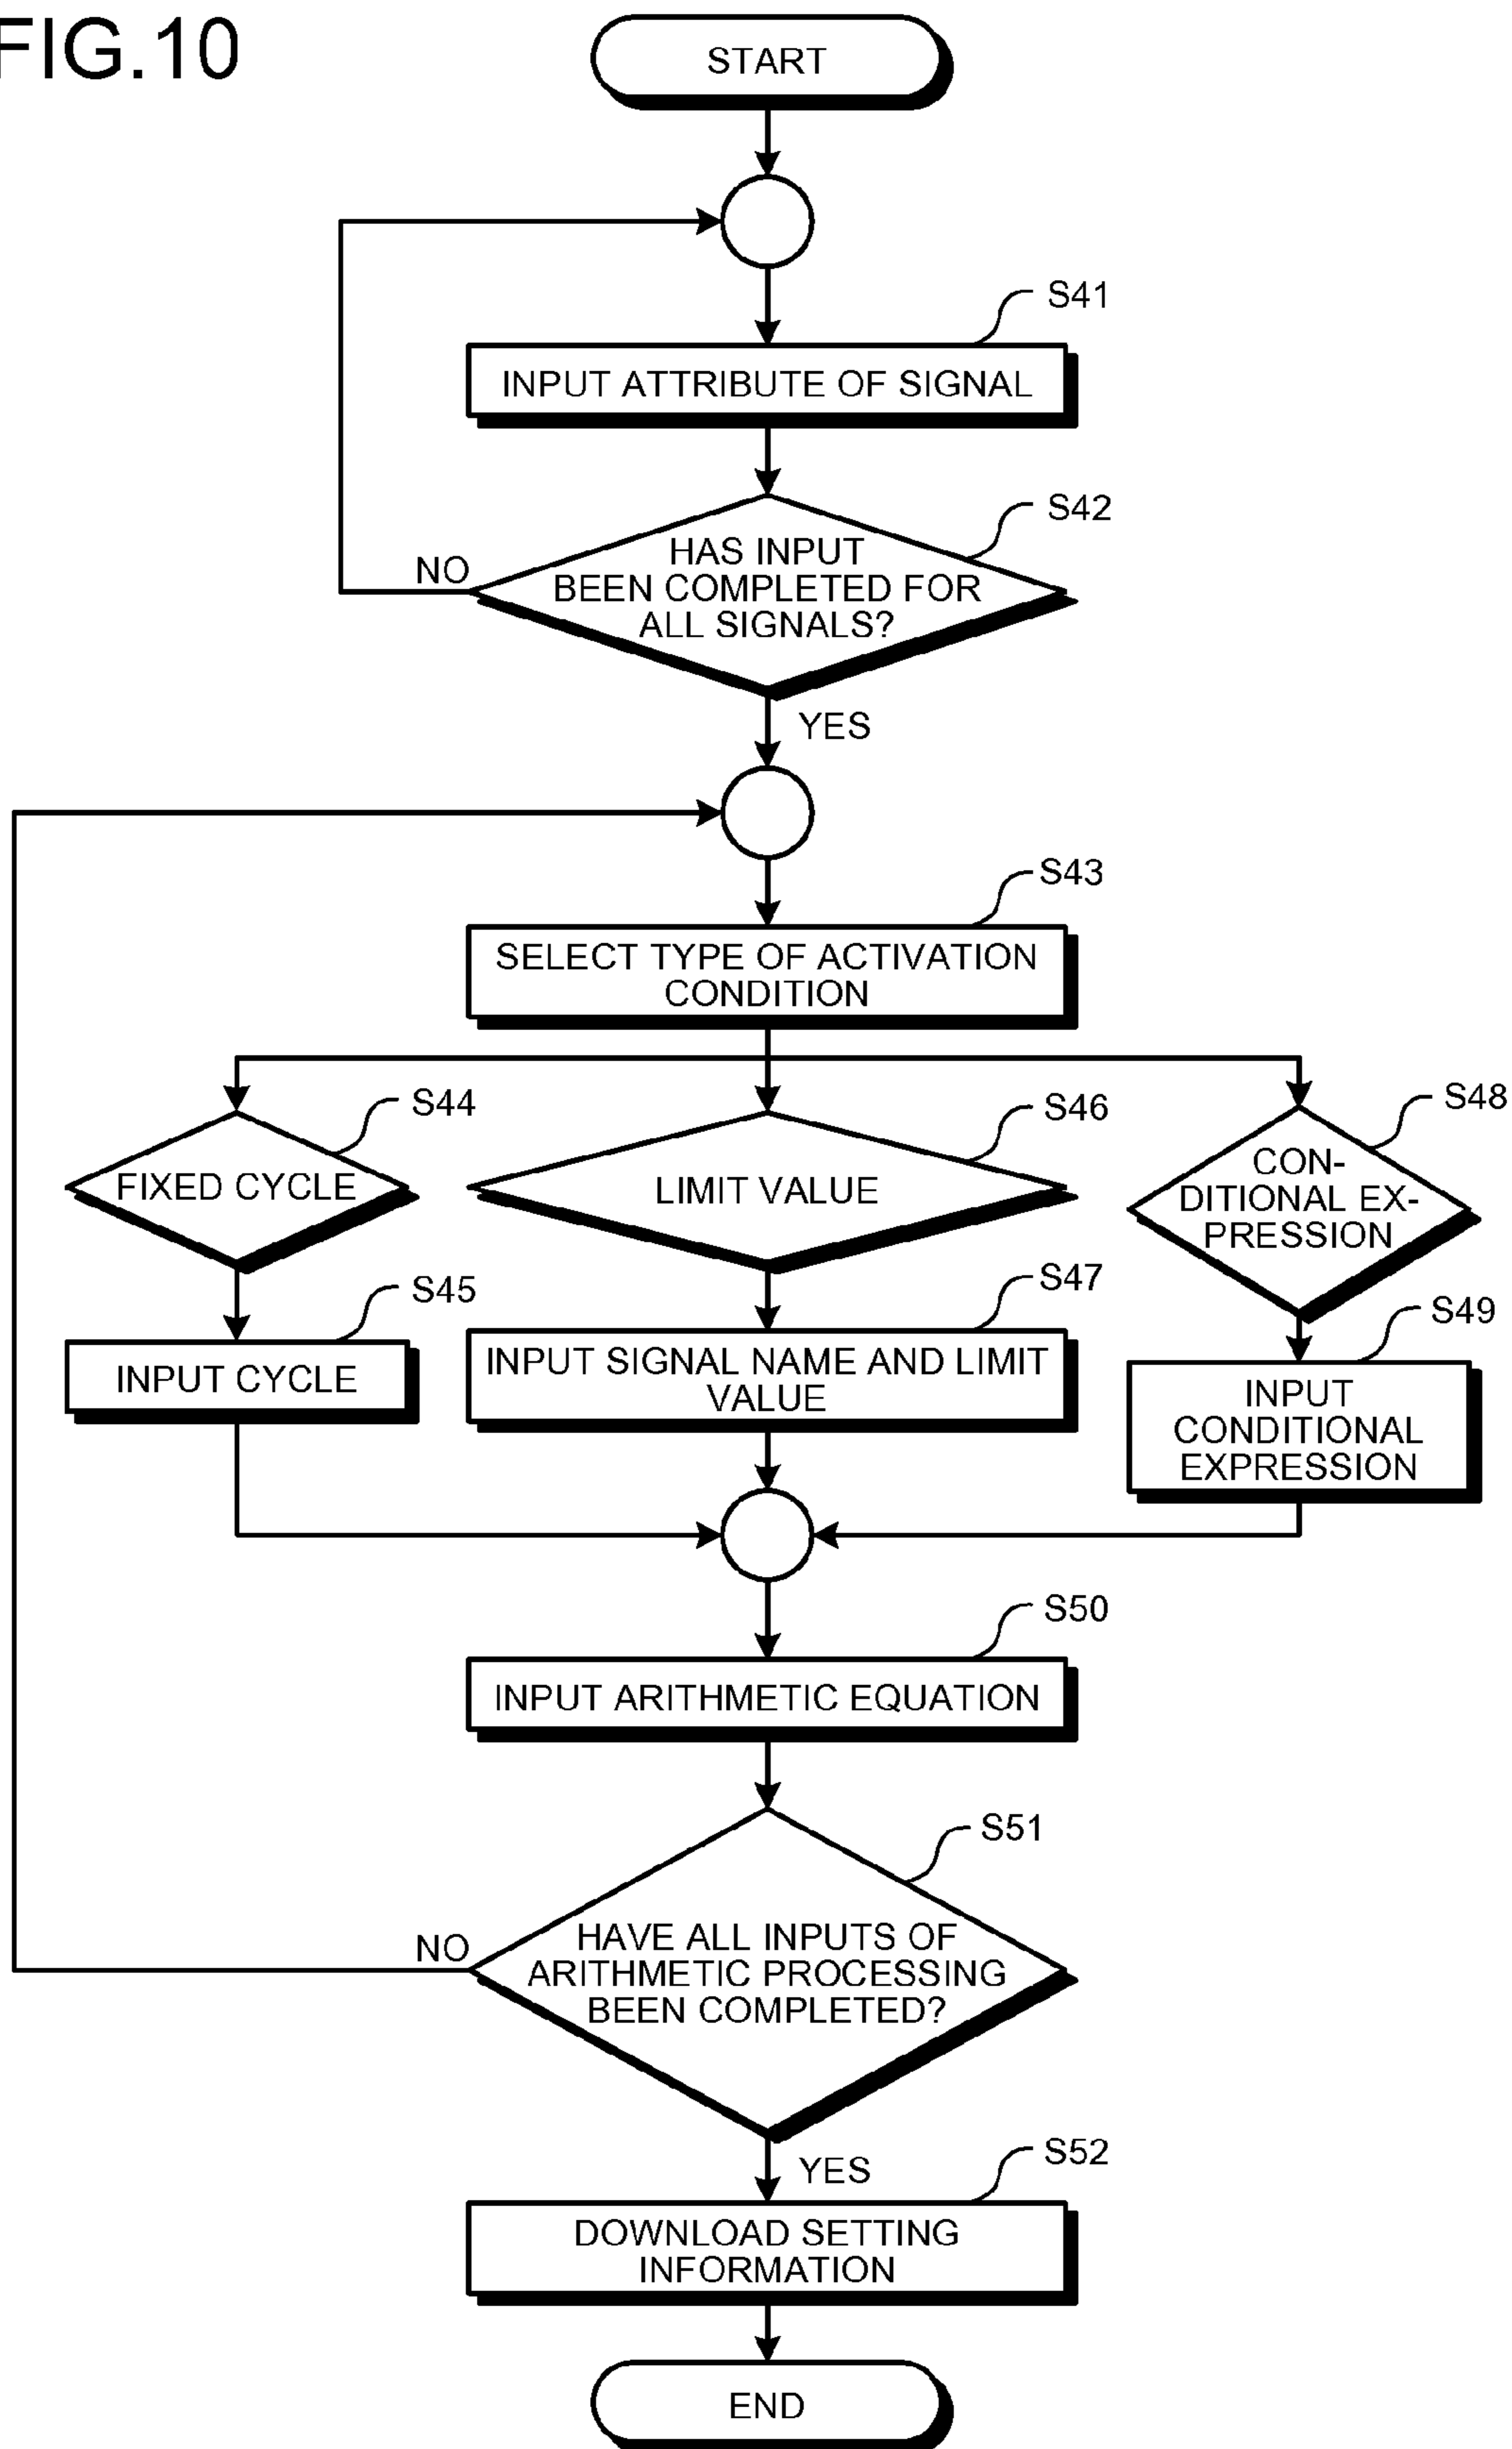 FIG.10
START
S41
INPUT ATTRIBUTE OF SIGNAL
S42
HAS INPUT
BEEN COMPLETED FOR
ALL SIGNALS?
NO
YES
S43
SELECT TYPE OF ACTIVATION
CONDITION
S44
FIXED CYCLE
S45
INPUT CYCLE
S46
LIMIT VALUE
S47
INPUT SIGNAL NAME AND LIMIT
VALUE
S48
CON-
DITIONAL EX-
PRESSION
S49
INPUT
CONDITIONAL
EXPRESSION
S50
INPUT ARITHMETIC EQUATION
S51
HAVE ALL INPUTS OF
ARITHMETIC PROCESSING
BEEN COMPLETED?
NO
YES
S52
DOWNLOAD SETTING
INFORMATION
END